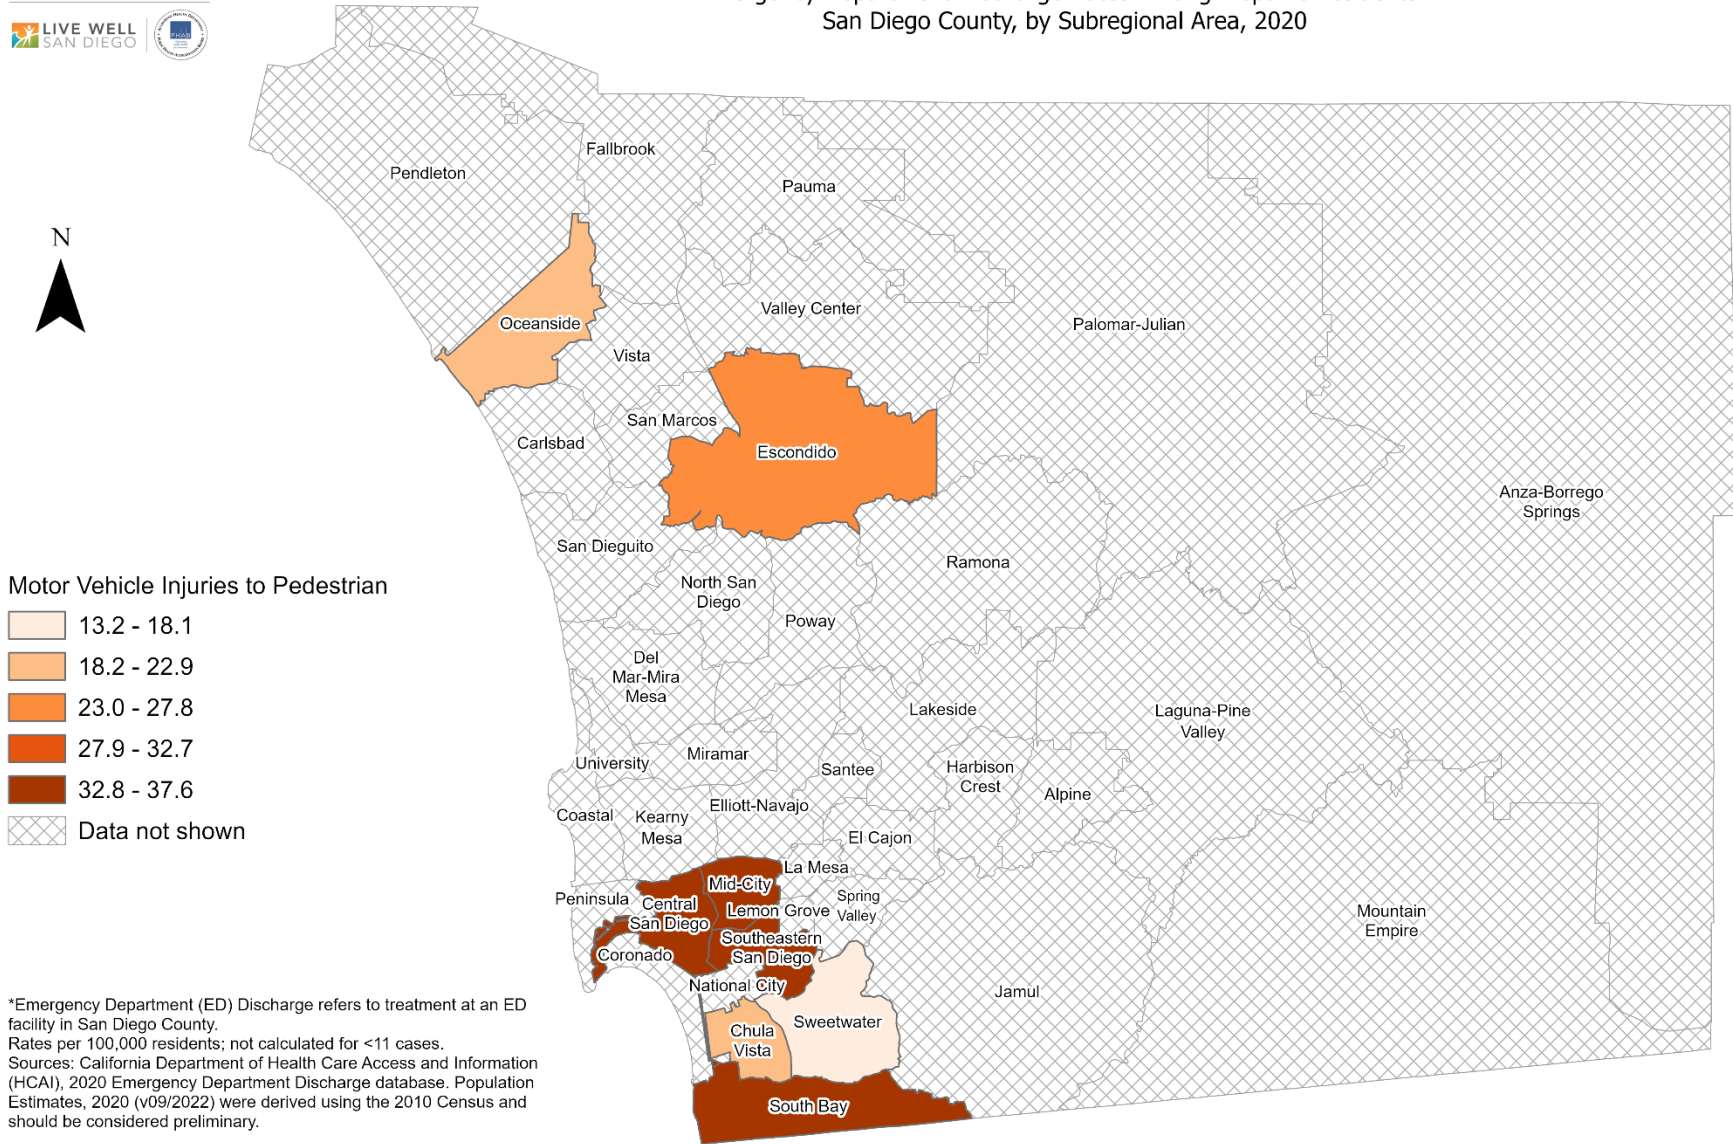 LIVE WELL
SAN DIEGO
PHAB
San Diego County, by Subregional Area, 2020
Fallbrook
Pendleton
Pauma
N
Valley Center
Oceanside
Palomar-Julian
Vista
San Marcos
Carlsbad
Escondido
Anza-Borrego
Springs
San Dieguito
Ramona
North San
Diego
Poway
Motor Vehicle Injuries to Pedestrian
13.2 - 18.1
18.2 - 22.9
23.0 - 27.8
27.9 - 32.7
32.8 - 37.6
Data not shown
Del
Mar-Mira
Mesa
Lakeside
Laguna-Pine
Valley
Miramar
University
Santee
Harbison
Crest
Alpine
Elliott-Navajo
Coastal
Kearny
Mesa
El Cajon
La Mesa
Mid-City
Peninsula
Central
San Diego
Lemon Grove
Spring
Valley
Mountain
Empire
Southeastern
San Diego
Coronado
National City
Jamul
Sweetwater
Chula
Vista
South Bay
*Emergency Department (ED) Discharge refers to treatment at an ED
facility in San Diego County.
Rates per 100,000 residents; not calculated for <11 cases.
Sources: California Department of Health Care Access and Information
(HCAI), 2020 Emergency Department Discharge database. Population
Estimates, 2020 (v09/2022) were derived using the 2010 Census and
should be considered preliminary.